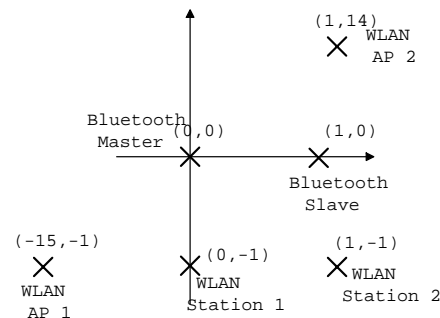 (1,14)
WLAN
AP 2
Bluetooth
Master
(0,0)
(1,0)
Bluetooth
Slave
(-15,-1)
WLAN
AP 1
(0,-1)
WLAN
Station 1
(1,-1)
WLAN
Station 2